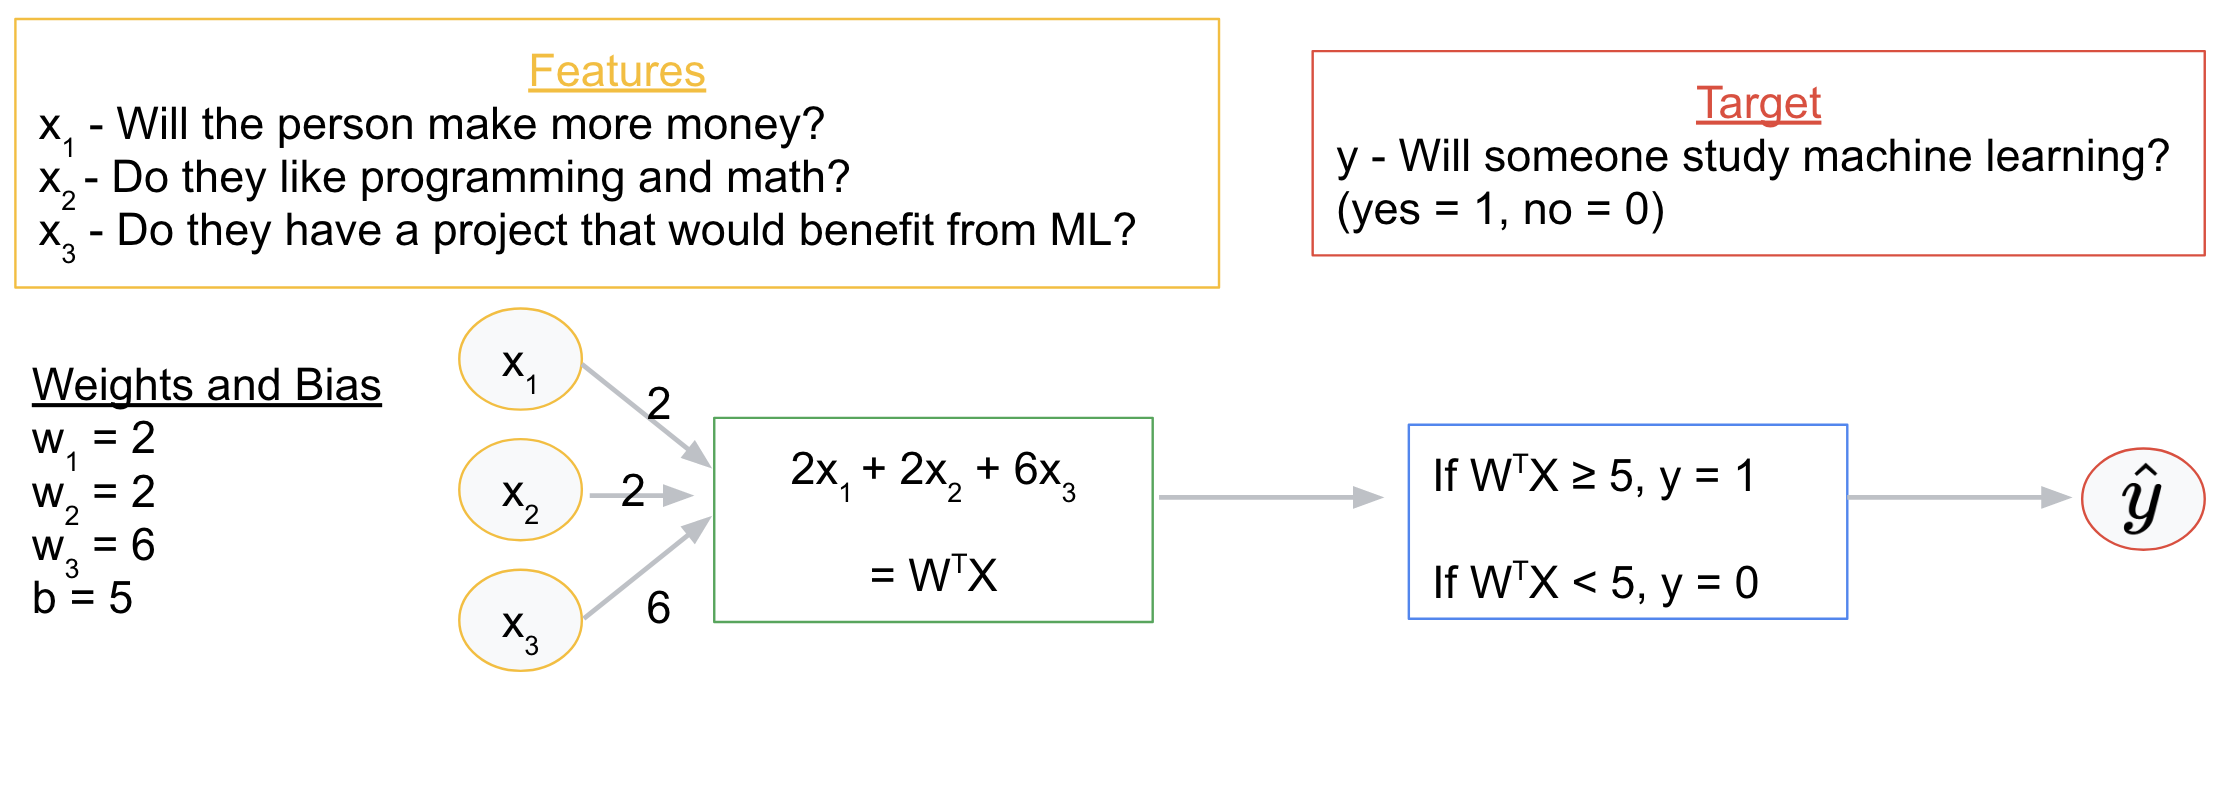 Features
x₁ - Will the person make more money?
x₂ - Do they like programming and math?
x₃ - Do they have a project that would benefit from ML?
Target
y - Will someone study machine learning?
(yes = 1, no = 0)
Weights and Bias
w₁ = 2
w₂ = 2
w₃ = 6
b = 5
x₁
2
x₂
2
x₃
6
2x₁ + 2x₂ + 6x₃
= WᵀX
If WᵀX ≥ 5, y = 1
If WᵀX < 5, y = 0
ŷ